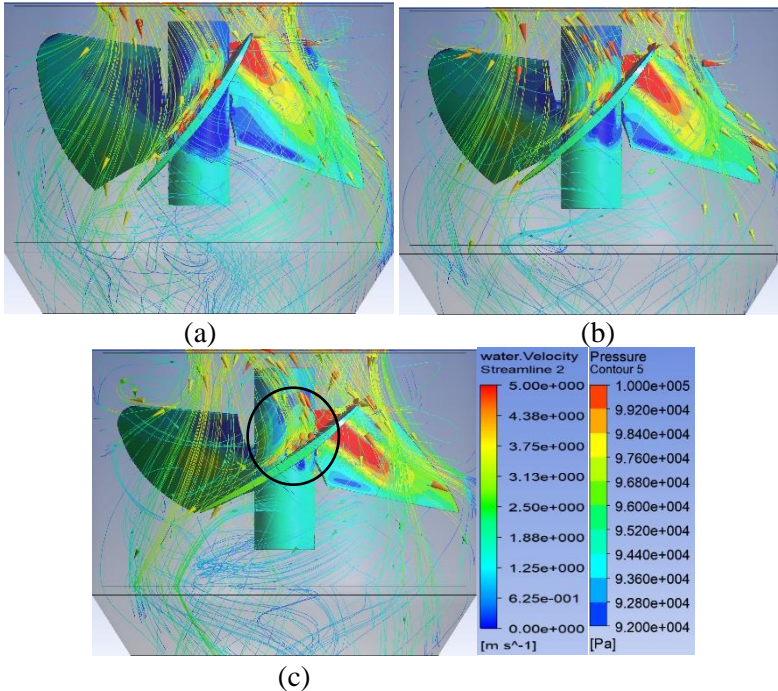 (a)
(b)
water.Velocity
Streamline 2
5.00e+000
4.38e+000
3.75e+000
3.13e+000
2.50e+000
1.88e+000
1.25e+000
6.25e-001
0.00e+000
[m s^-1]
Pressure
Contour 5
1.000e+005
9.920e+004
9.840e+004
9.760e+004
9.680e+004
9.600e+004
9.520e+004
9.440e+004
9.360e+004
9.280e+004
9.200e+004
[Pa]
(c)